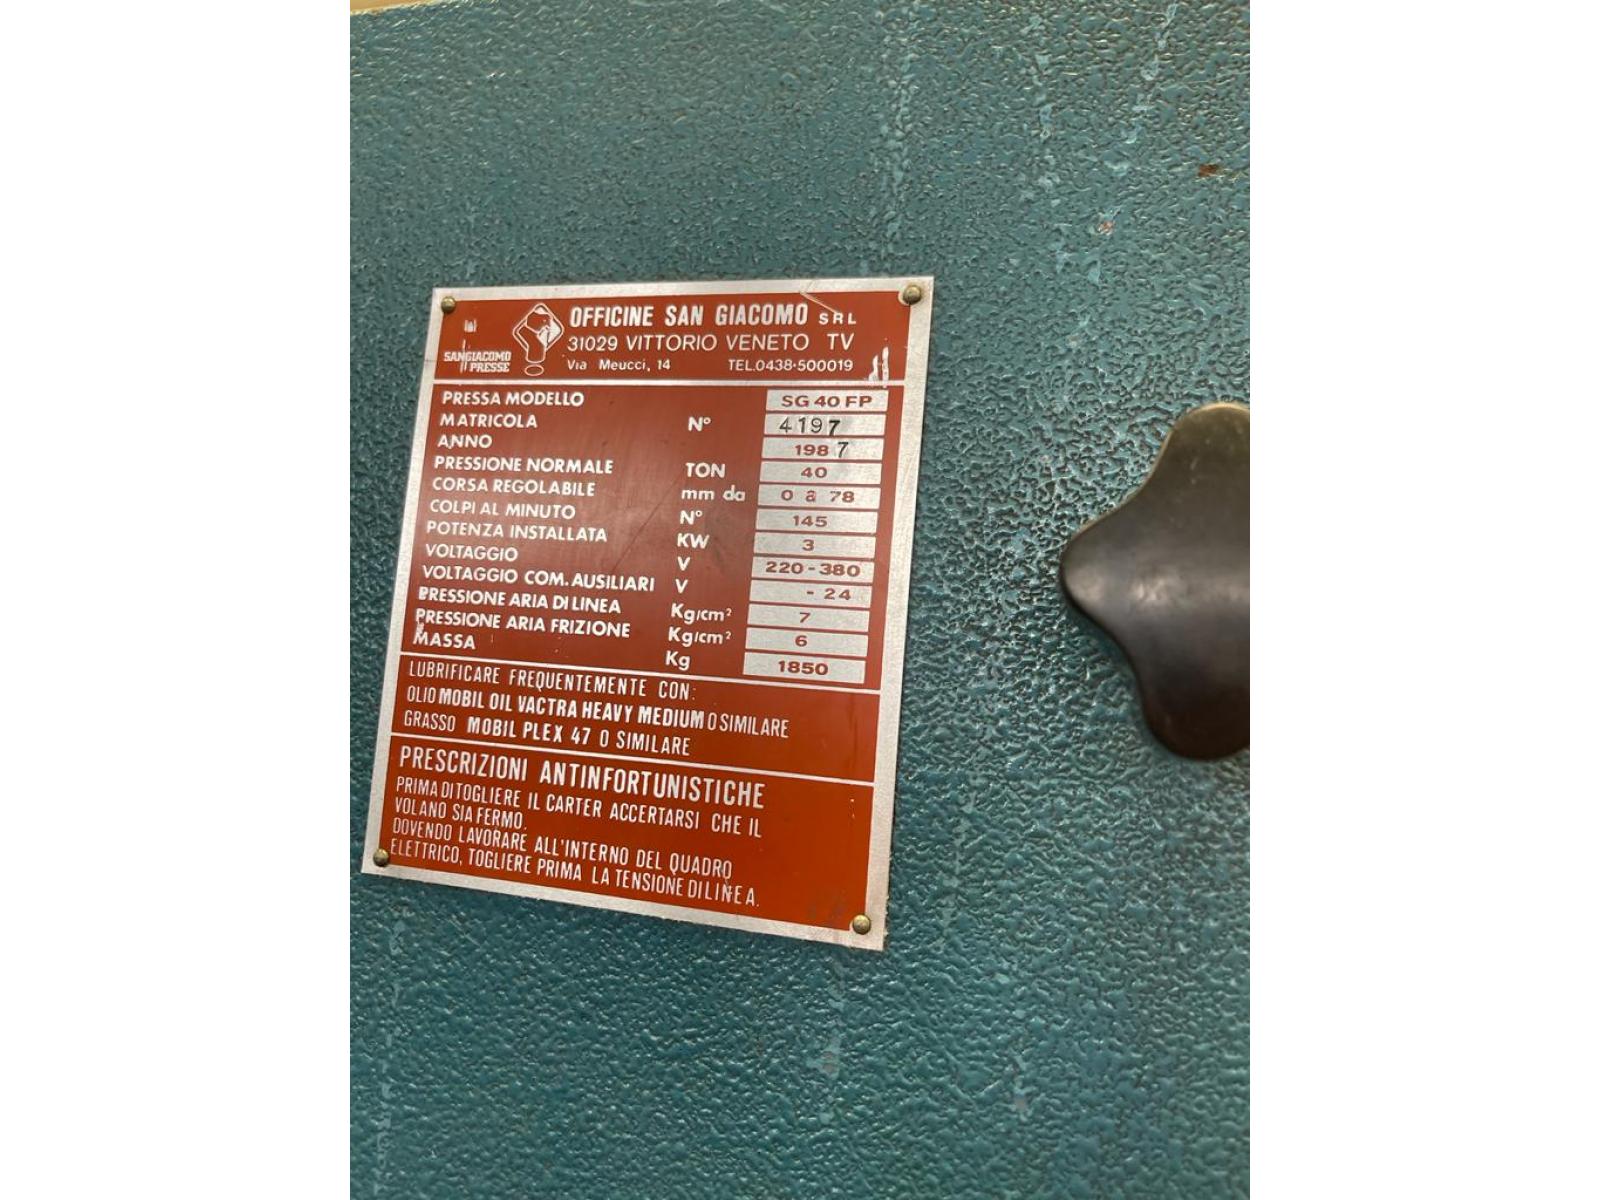 OFFICINE SAN GIACOMO SRL
31029 VITTORIO VENETO TV
Via Meucci, 14 TEL.0438·500019
SANGIACOMO
PRESSE
PRESSA MODELLO SG 40 FP
MATRICOLA N° 4197
ANNO 1987
PRESSIONE NORMALE TON 40
CORSA REGOLABILE mm da 0 a 78
COLPI AL MINUTO N° 145
POTENZA INSTALLATA KW 3
VOLTAGGIO V 220-380
VOLTAGGIO COM. AUSILIARI V - 24
PRESSIONE ARIA DI LINEA Kg/cm² 7
PRESSIONE ARIA FRIZIONE Kg/cm² 6
MASSA Kg 1850
LUBRIFICARE FREQUENTEMENTE CON:
OLIO MOBIL OIL VACTRA HEAVY MEDIUM O SIMILARE
GRASSO MOBIL PLEX 47 O SIMILARE
PRESCRIZIONI ANTINFORTUNISTICHE
PRIMA DI TOGLIERE IL CARTER ACCERTARSI CHE IL
VOLANO SIA FERMO.
DOVENDO LAVORARE ALL'INTERNO DEL QUADRO
ELETTRICO, TOGLIERE PRIMA LA TENSIONE DI LINEA.